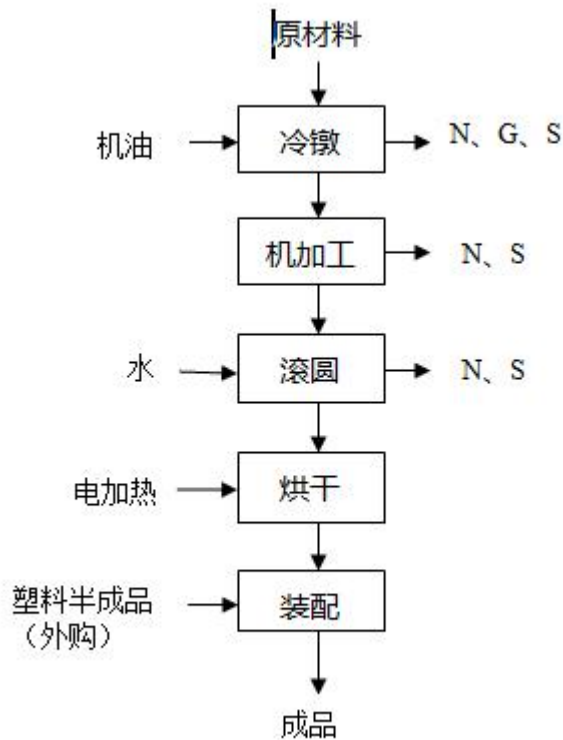 原材料
机油
冷镦
N、G、S
机加工
N、S
水
滚圆
N、S
电加热
烘干
塑料半成品
（外购）
装配
成品